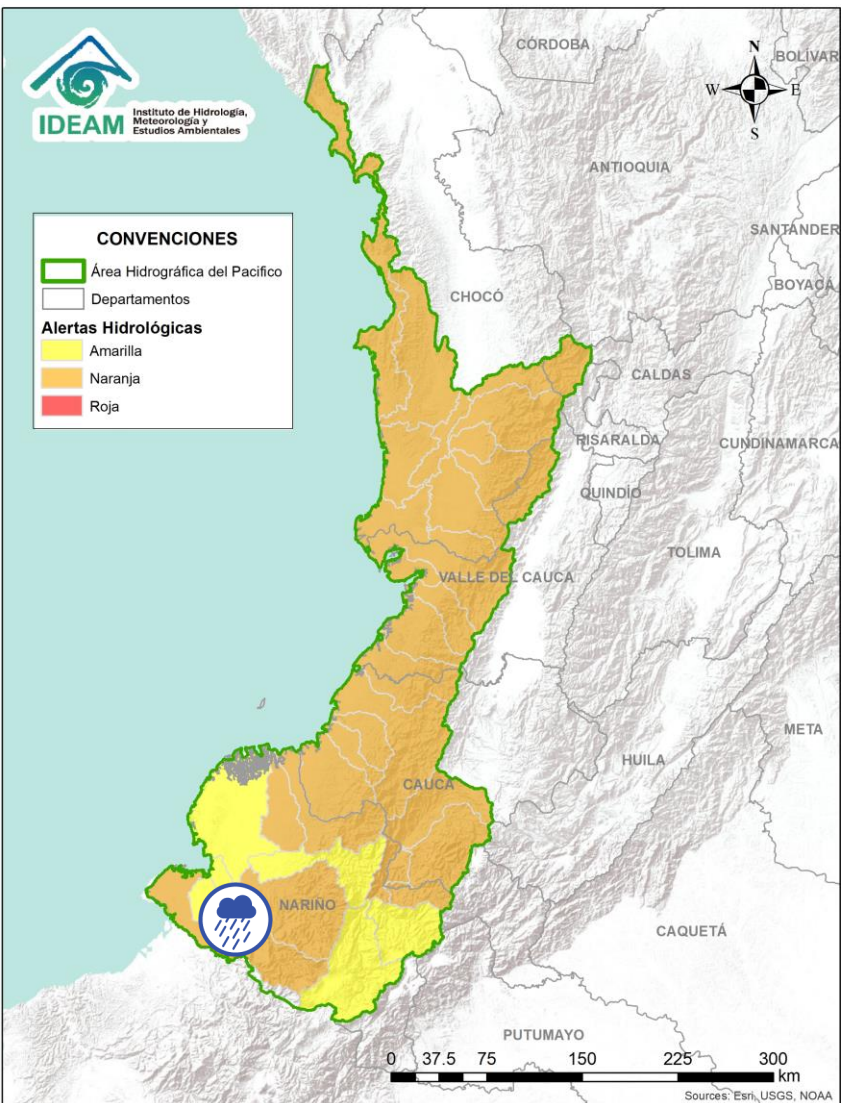 CÓRDOBA
N
BOLÍVAR
W
E
S
IDEAM
Instituto de Hidrología,
Meteorología y
Estudios Ambientales
ANTIOQUIA
CONVENCIONES
Área Hidrográfica del Pacifico
Departamentos
Alertas Hidrológicas
Amarilla
Naranja
Roja
SANTANDER
BOYACÁ
CHOCÓ
CALDAS
RISARALDA
CUNDINAMARCA
QUINDÍO
TOLIMA
VALLE DEL CAUCA
META
HUILA
CAUCA
NARIÑO
CAQUETÁ
PUTUMAYO
0 37.5 75 150 225 300
km
Sources: Esri, USGS, NOAA